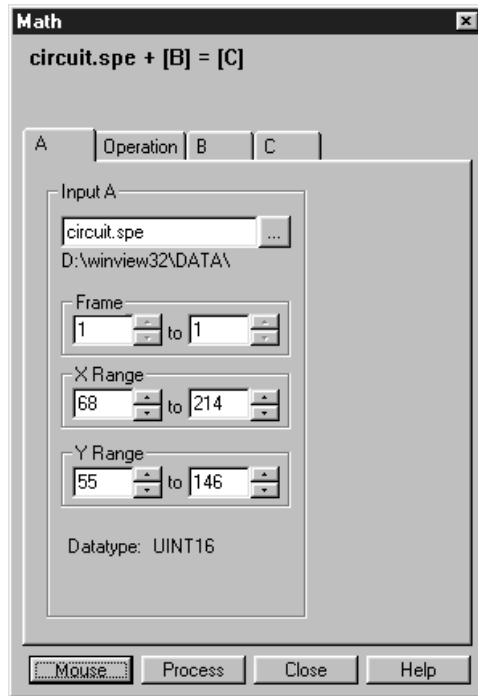 Math
circuit.spe + [B] = [C]
A Operation B C
Input A
circuit.spe ...
D:\winview32\DATA\
Frame
1 to 1
X Range
68 to 214
Y Range
55 to 146
Datatype: UINT16
Mouse Process Close Help